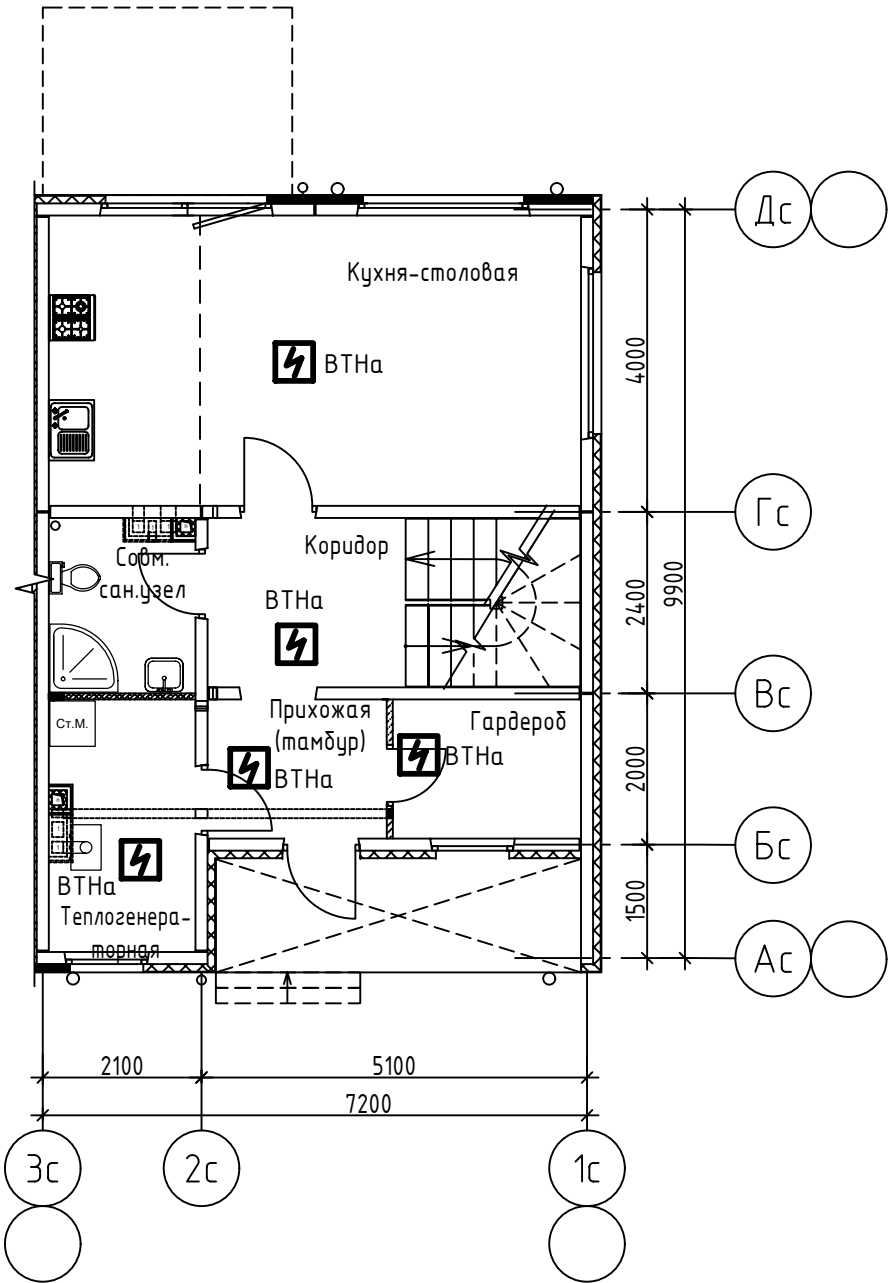 Дс
Кухня-столовая
ВТНа
4000
Гс
Коридор
Совм.
сан.узел
ВТНа
2400
9900
Вс
Прихожая
(тамбур)
Гардероб
Ст.М.
ВТНа
ВТНа
2000
Бс
ВТНа
Теплогенера-
торная
1500
Ас
2100
5100
7200
3с
2с
1с